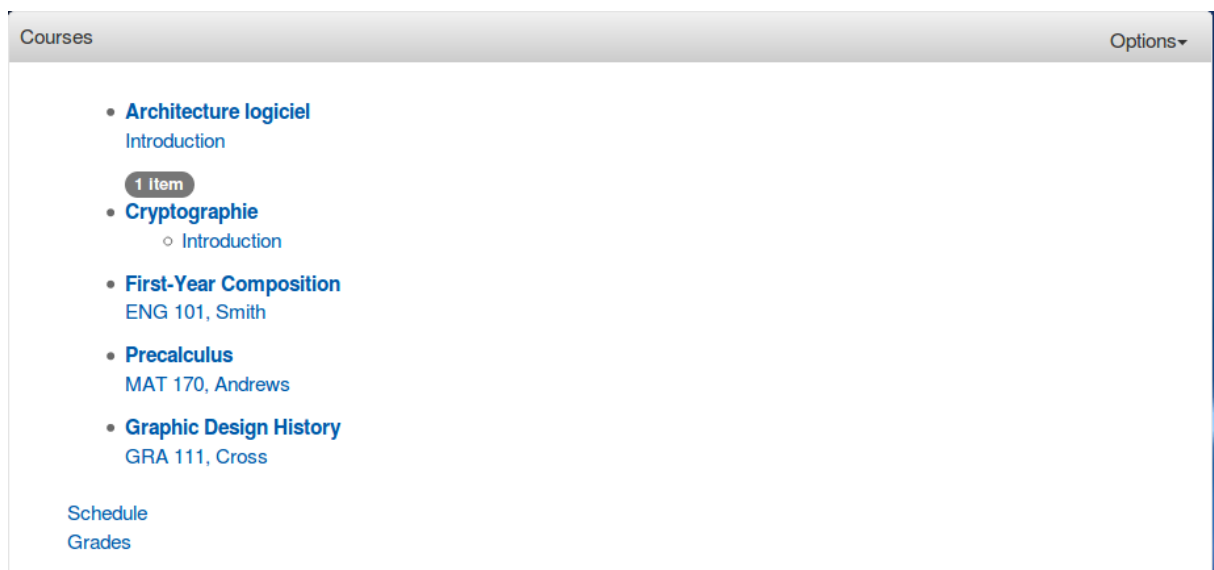 Courses
Options
Architecture logiciel
Introduction
1 item
Cryptographie
Introduction
First-Year Composition
ENG 101, Smith
Precalculus
MAT 170, Andrews
Graphic Design History
GRA 111, Cross
Schedule
Grades